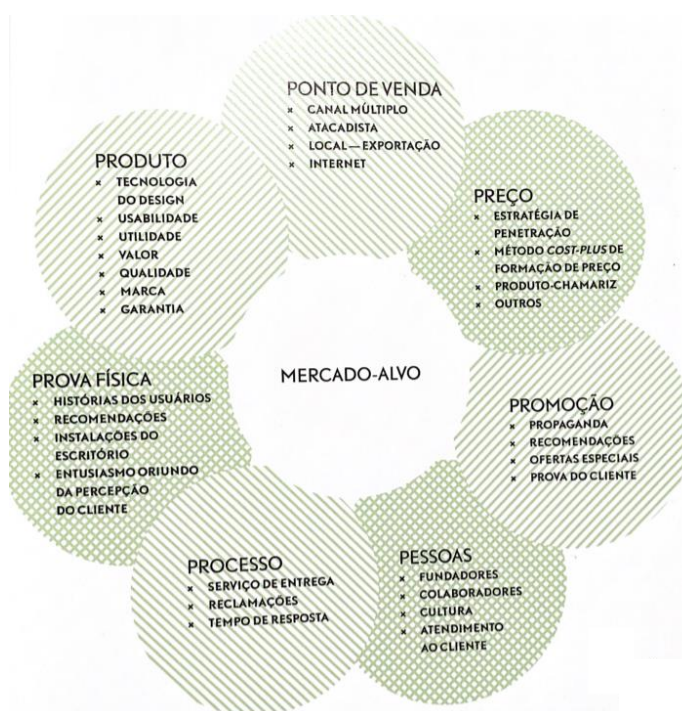 PONTO DE VENDA
× CANAL MÚLTIPLO
× ATACADISTA
× LOCAL—EXPORTAÇÃO
× INTERNET
PREÇO
× ESTRATÉGIA DE
PENETRAÇÃO
× MÉTODO COST-PLUS DE
FORMAÇÃO DE PREÇO
× PRODUTO-CHAMARIZ
× OUTROS
PROMOÇÃO
× PROPAGANDA
× RECOMENDAÇÕES
× OFERTAS ESPECIAIS
× PROVA DO CLIENTE
PESSOAS
× FUNDADORES
× COLABORADORES
× CULTURA
× ATENDIMENTO
AO CLIENTE
PROCESSO
× SERVIÇO DE ENTREGA
× RECLAMAÇÕES
× TEMPO DE RESPOSTA
PROVA FÍSICA
× HISTÓRIAS DOS USUÁRIOS
× RECOMENDAÇÕES
× INSTALAÇÕES DO
ESCRITÓRIO
× ENTUSIASMO ORIUNDO
DA PERCEPÇÃO
DO CLIENTE
PRODUTO
× TECNOLOGIA
DO DESIGN
× USABILIDADE
× UTILIDADE
× VALOR
× QUALIDADE
× MARCA
× GARANTIA
MERCADO-ALVO